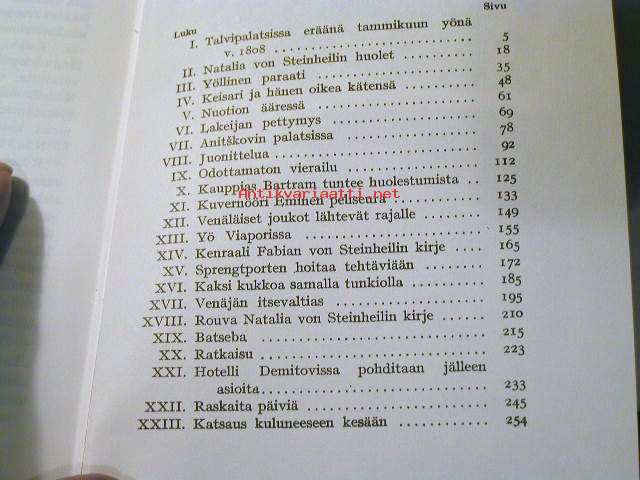 Luku Sivu
I. Talvipalatsissa eräänä tammikuun yönä
v. 1808 5
II. Natalia von Steinheilin huolet 18
III. Yöllinen paraati 35
IV. Keisari ja hänen oikea kätensä 48
V. Nuotion ääressä 61
VI. Lakeijan pettymys 69
VII. Anitškovin palatsissa 78
VIII. Juonittelua 92
IX. Odottamaton vierailu 112
X. Kauppias Bartram tuntee huolestumista 125
Antikvariaatti.net
XI. Kuvernööri Eminen peliseura 133
XII. Venäläiset joukot lähtevät rajalle 149
XIII. Yö Viaporissa 155
XIV. Kenraali Fabian von Steinheilin kirje 165
XV. Sprengtporten hoitaa tehtäviään 172
XVI. Kaksi kukkoa samalla tunkiolla 185
XVII. Venäjän itsevaltias 195
XVIII. Rouva Natalia von Steinheilin kirje 210
XIX. Batseba 215
XX. Ratkaisu 223
XXI. Hotelli Demitovissa pohditaan jälleen
asioita 233
XXII. Raskaita päiviä 245
XXIII. Katsaus kuluneeseen kesään 254